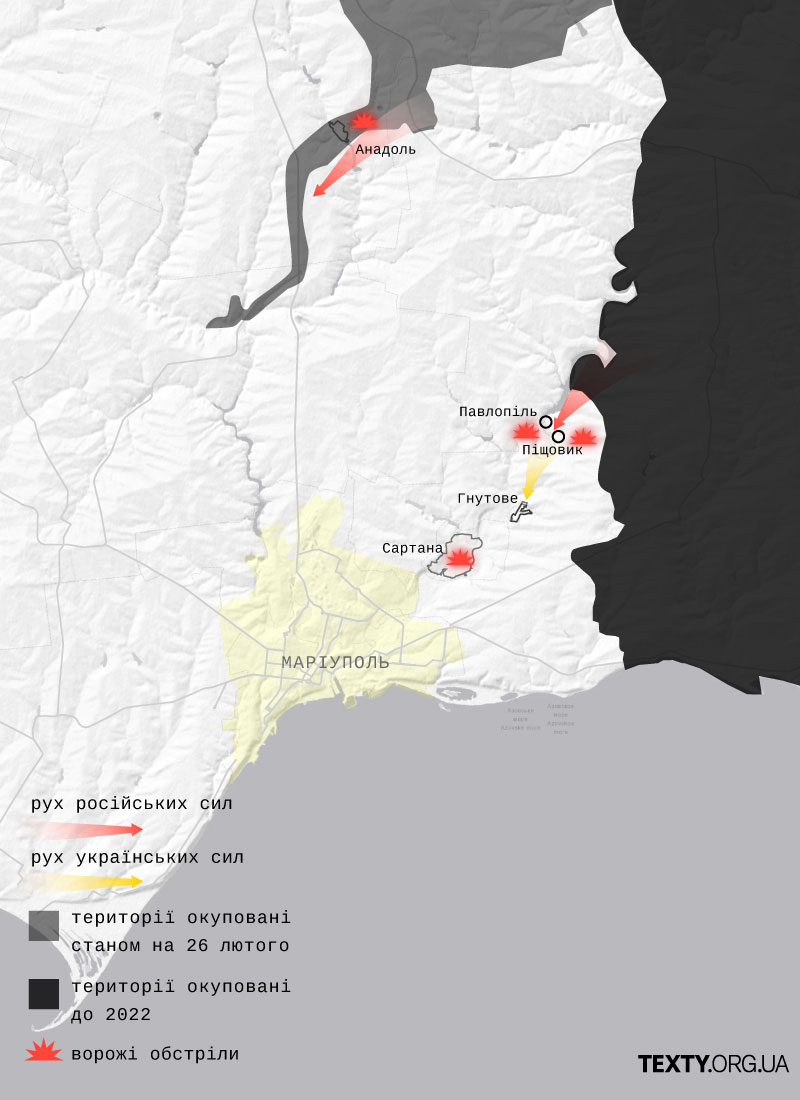 Анадоль
Павлопіль
Піщовик
Гнутове
Сартана
МАРІУПОЛЬ
рух російських сил
рух українських сил
території окуповані
станом на 26 лютого
території окуповані
до 2022
ворожі обстріли
TEXTY.ORG.UA